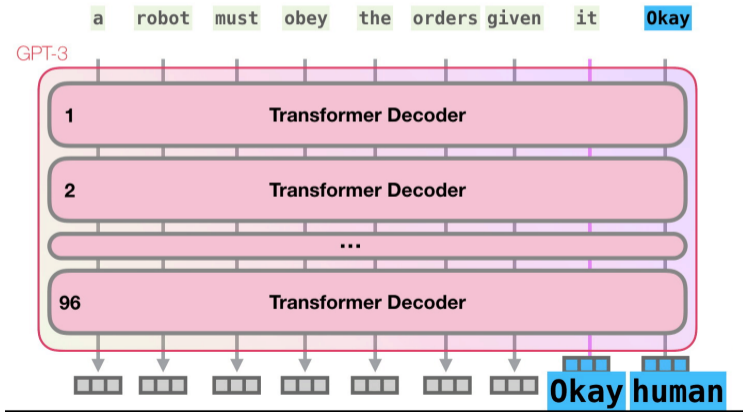 a robot must obey the orders given it Okay
GPT-3
1 Transformer Decoder
2 Transformer Decoder
...
96 Transformer Decoder
Okay human